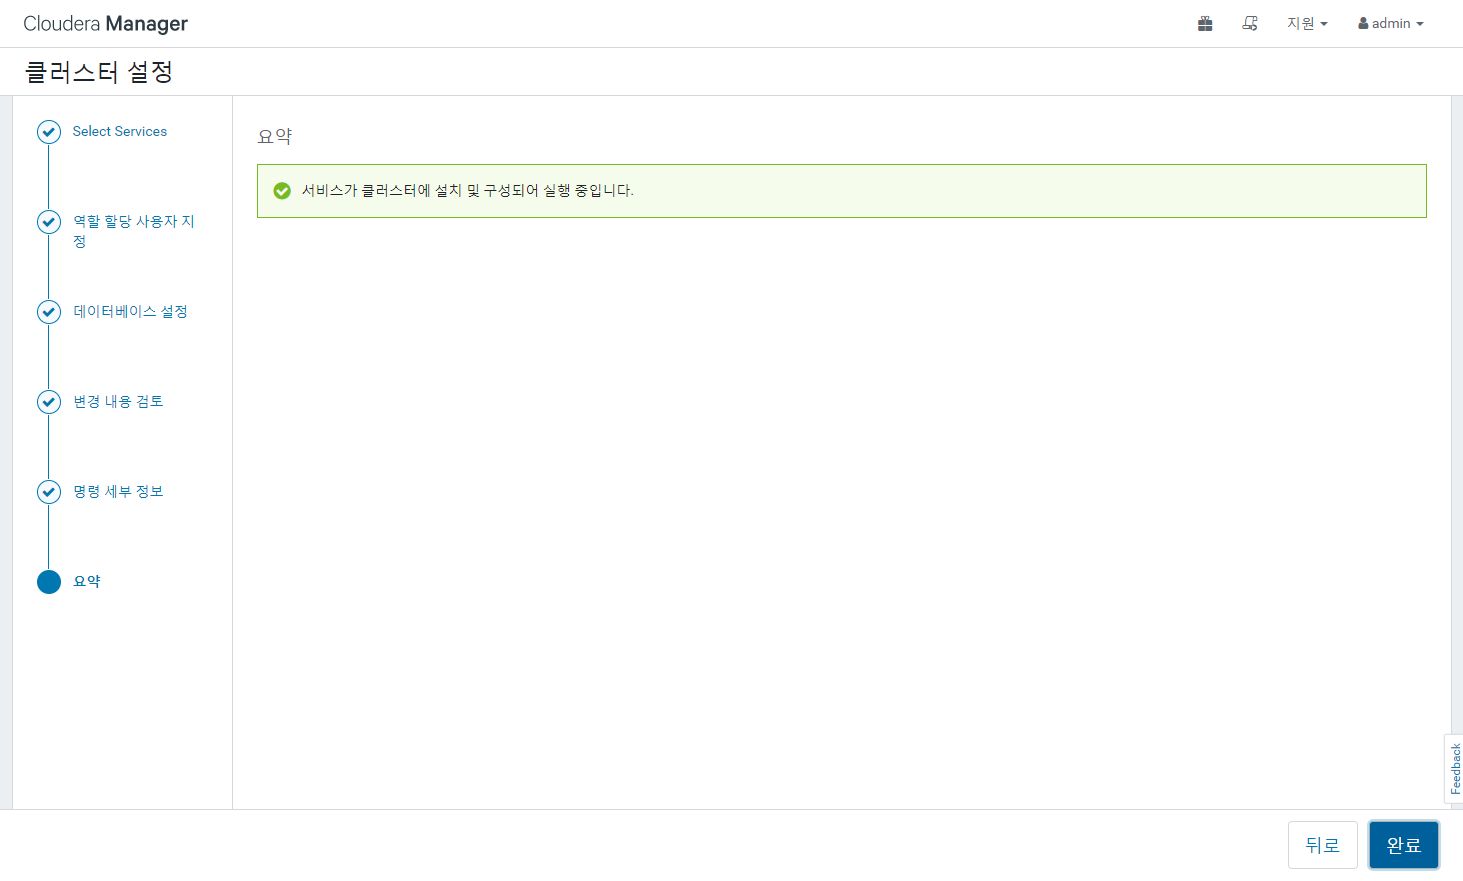 Cloudera Manager
지원
admin
클러스터 설정
Select Services
역할 할당 사용자 지
정
데이터베이스 설정
변경 내용 검토
명령 세부 정보
요약
요약
서비스가 클러스터에 설치 및 구성되어 실행 중입니다.
Feedback
뒤로
완료